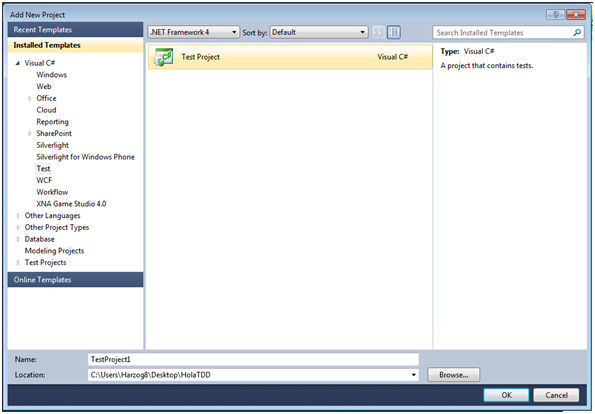 Add New Project
Recent Templates
Installed Templates
Visual C#
Windows
Web
Office
Cloud
Reporting
SharePoint
Silverlight
Silverlight for Windows Phone
Test
WCF
Workflow
XNA Game Studio 4.0
Other Languages
Other Project Types
Database
Modeling Projects
Test Projects
Online Templates
.NET Framework 4 Sort by: Default
Test Project Visual C#
Search Installed Templates
Type: Visual C#
A project that contains tests.
Name: TestProject1
Location: C:\Users\Harzog8\Desktop\HolaTDD Browse...
OK Cancel